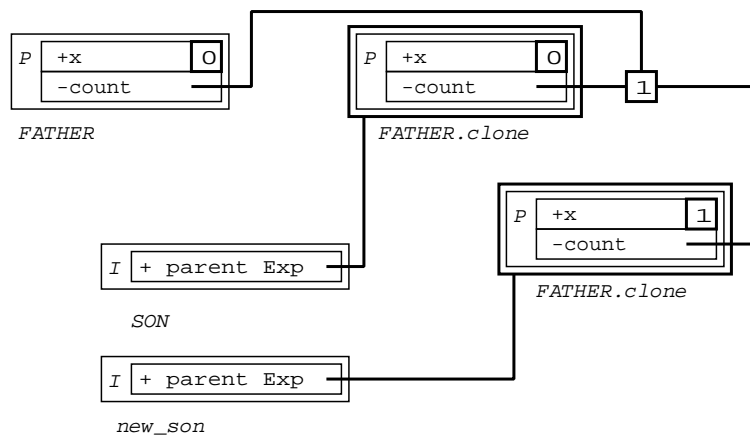 P +x 0
-count
FATHER
P +x 0
-count
FATHER.clone
1
P +x 1
-count
FATHER.clone
I + parent Exp
SON
I + parent Exp
new_son